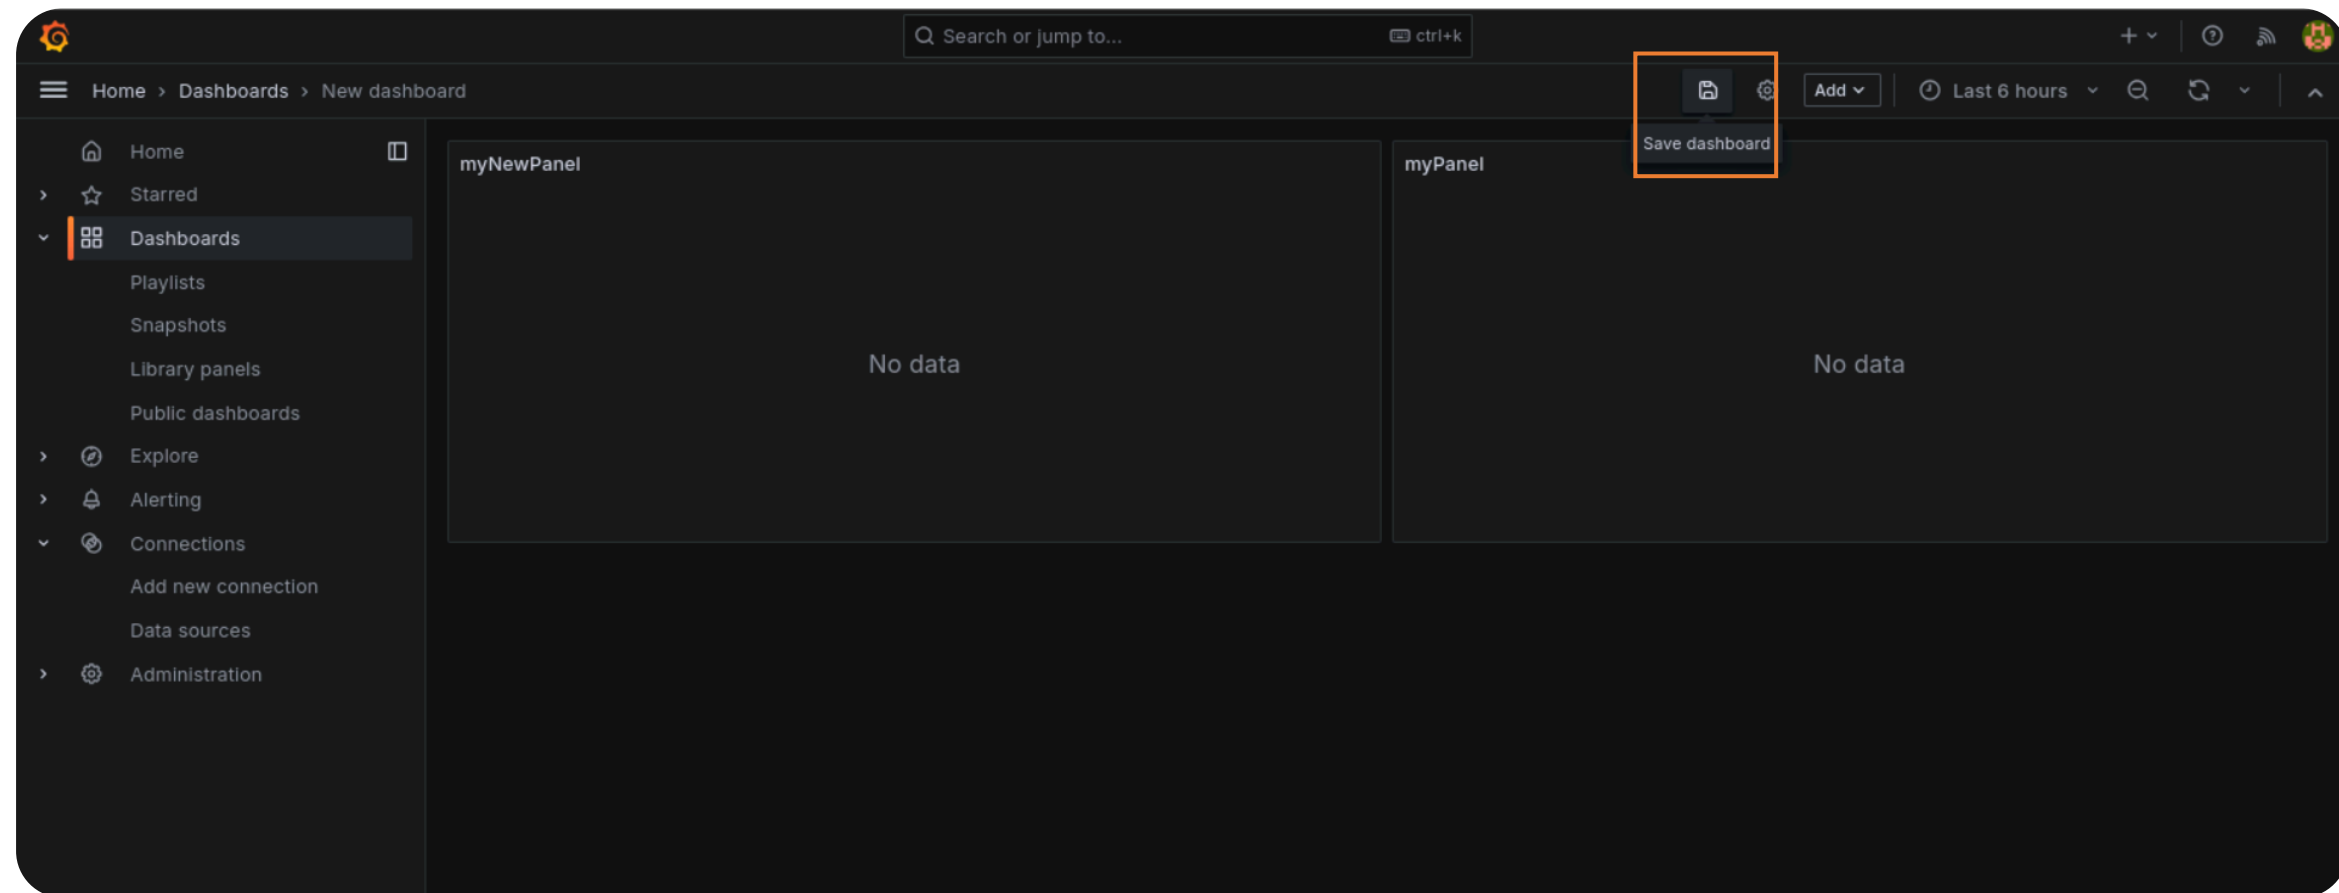 Search or jump to... ctrl+k
Home › Dashboards › New dashboard
Add
Last 6 hours
Save dashboard
Home
Starred
Dashboards
Playlists
Snapshots
Library panels
Public dashboards
Explore
Alerting
Connections
Add new connection
Data sources
Administration
myNewPanel
No data
myPanel
No data